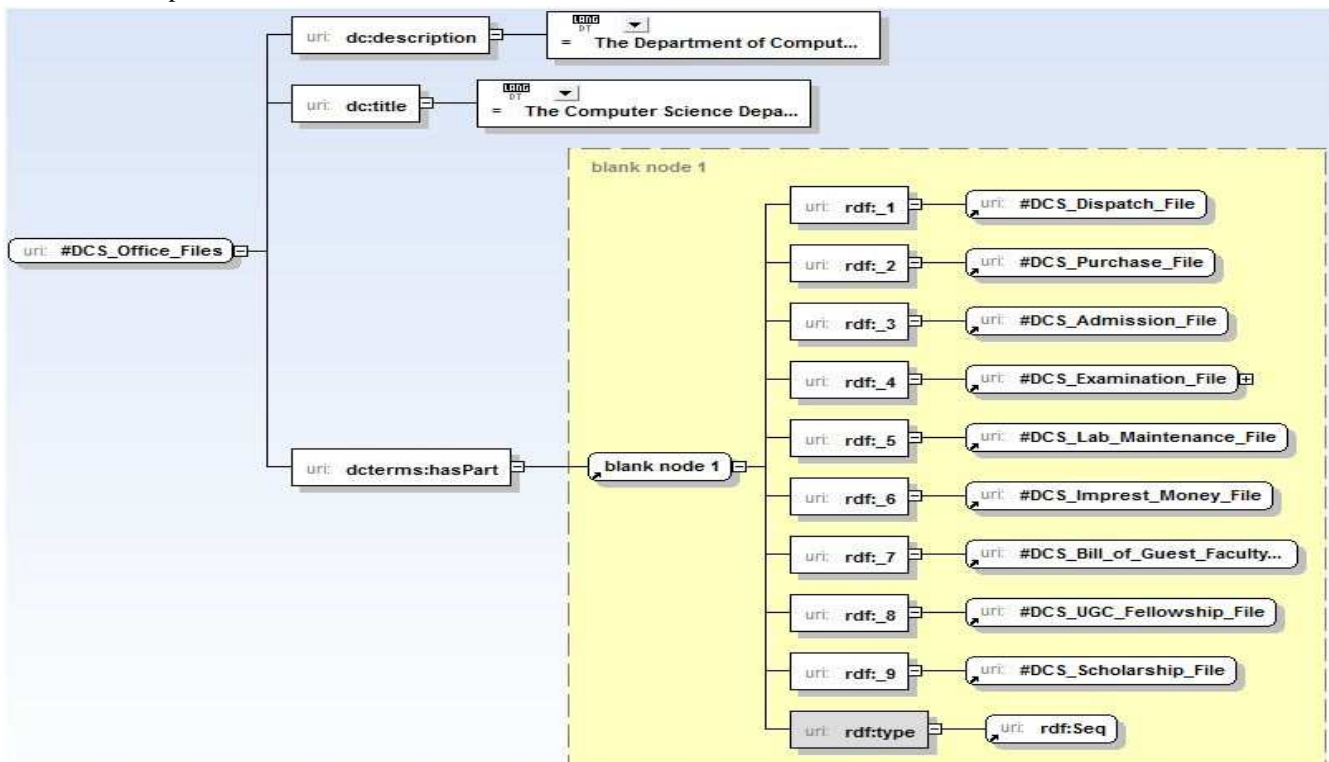 uri: dc:description
LANG
DT
= The Department of Comput...
uri: dc:title
LANG
DT
= The Computer Science Depa...
blank node 1
uri: rdf:_1
uri: #DCS_Dispatch_File
uri: #DCS_Office_Files
uri: rdf:_2
uri: #DCS_Purchase_File
uri: rdf:_3
uri: #DCS_Admission_File
uri: rdf:_4
uri: #DCS_Examination_File
uri: rdf:_5
uri: #DCS_Lab_Maintenance_File
uri: dcterms:hasPart
blank node 1
uri: rdf:_6
uri: #DCS_Imprest_Money_File
uri: rdf:_7
uri: #DCS_Bill_of_Guest_Faculty...
uri: rdf:_8
uri: #DCS_UGC_Fellowship_File
uri: rdf:_9
uri: #DCS_Scholarship_File
uri: rdf:type
uri: rdf:Seq